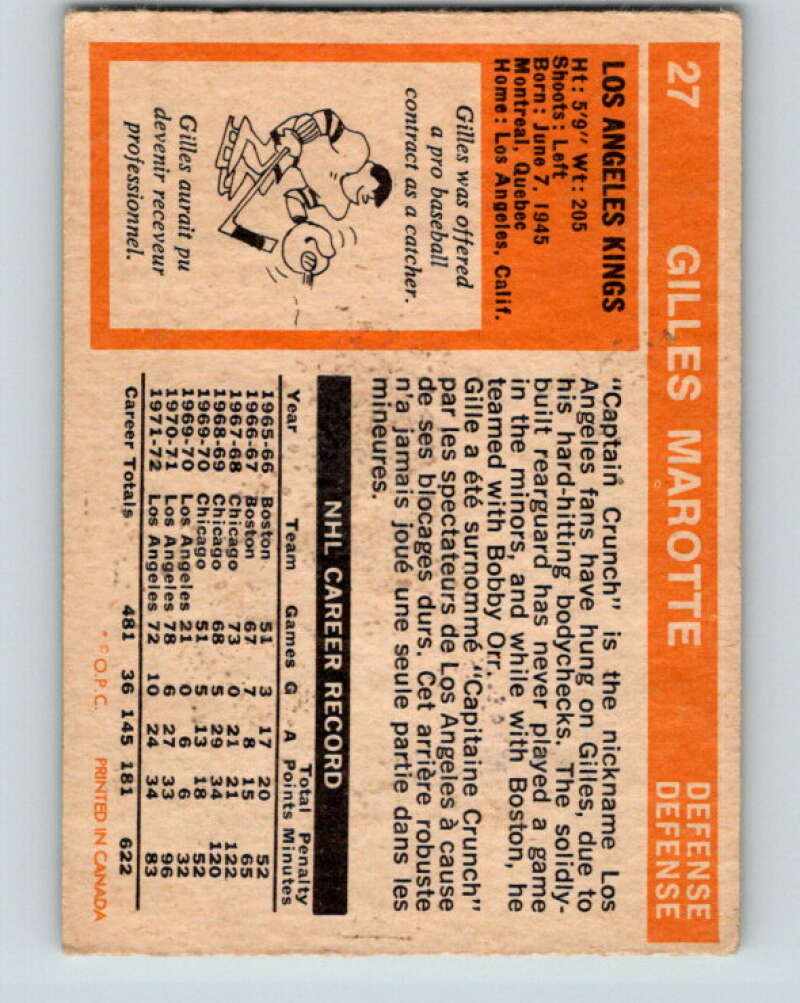 27 GILLES MAROTTE DEFENSE
DEFENSE
LOS ANGELES KINGS
Ht: 5'9" Wt: 205
Shoots: Left
Born: June 7, 1945
Montreal, Quebec
Home: Los Angeles, Calif.
Gilles was offered
a pro baseball
contract as a catcher.
Gilles aurait pu
devenir receveur
professionnel.
"Captain Crunch" is the nickname Los
Angeles fans have hung on Gilles, due to
his hard-hitting bodychecks. The solidly-
built rearguard has never played a game
in the minors, and while with Boston, he
teamed with Bobby Orr.
Gille a été surnommé "Capitaine Crunch"
par les spectateurs de Los Angeles à cause
de ses blocages durs. Cet arrière robuste
n'a jamais joué une seule partie dans les
mineures.
NHL CAREER RECORD
Total Penalty
Year Team Games G A Points Minutes
1965-66 Boston 51 3 17 20 52
1966-67 Boston 67 7 8 15 65
1967-68 Chicago 73 0 21 21 122
1968-69 Chicago 68 5 29 34 120
1969-70 Chicago 51 5 13 18 52
1969-70 Los Angeles 21 0 6 6 32
1970-71 Los Angeles 78 6 27 33 96
1971-72 Los Angeles 72 10 24 34 83
Career Totals 481 36 145 181 622
* © O.P.C. PRINTED IN CANADA